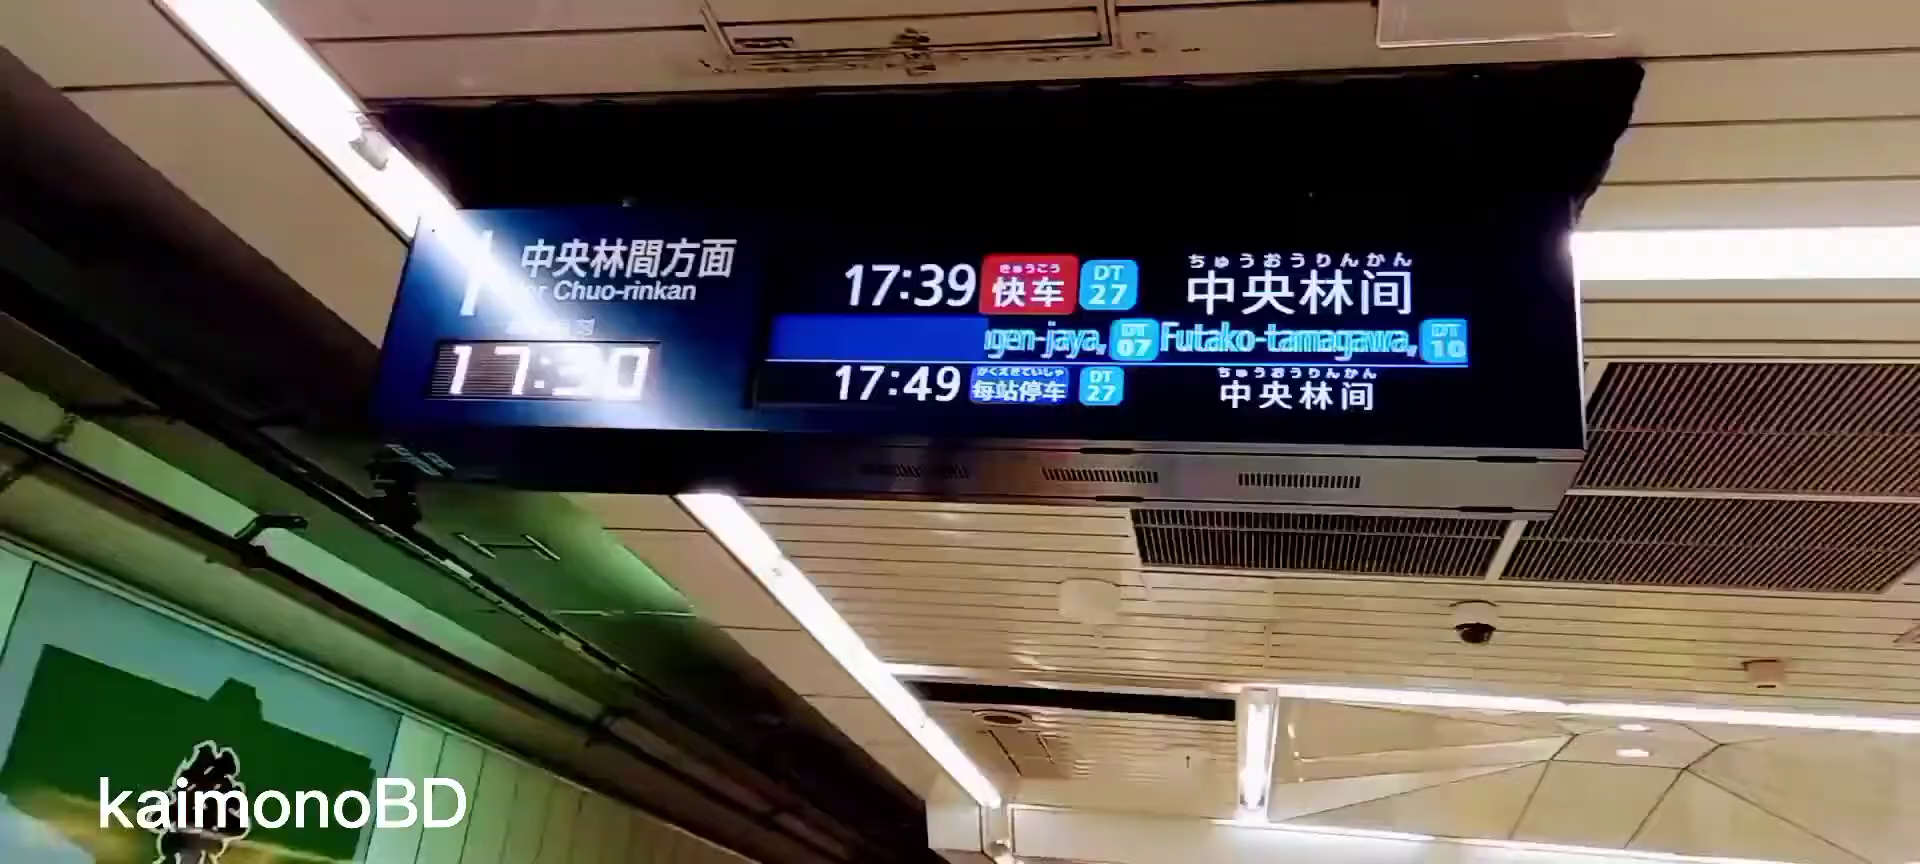 1 中央林間方面
for Chuo-rinkan
17:30
きゅうこう ちゅうおうりんかん
17:39 快车 DT 27 中央林间
gen-jaya, DT 07 Futako-tamagawa, DT 10
かくえきていしゃ ちゅうおうりんかん
17:49 每站停车 DT 27 中央林间
kaimonoBD